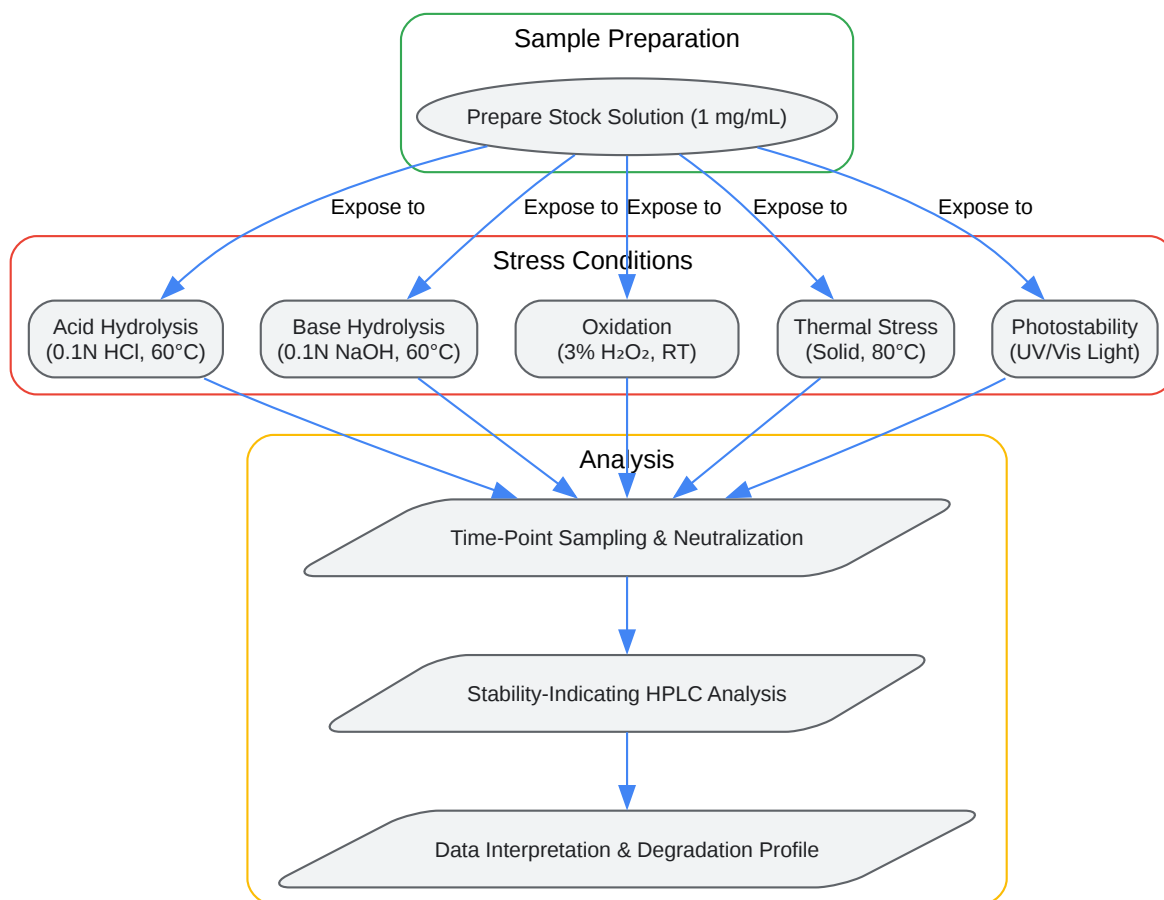 Sample Preparation
Prepare Stock Solution (1 mg/mL)
Expose to
Expose to
Expose to
Expose to
Expose to
Stress Conditions
Acid Hydrolysis
(0.1N HCl, 60°C)
Base Hydrolysis
(0.1N NaOH, 60°C)
Oxidation
(3% H₂O₂, RT)
Thermal Stress
(Solid, 80°C)
Photostability
(UV/Vis Light)
Analysis
Time-Point Sampling & Neutralization
Stability-Indicating HPLC Analysis
Data Interpretation & Degradation Profile